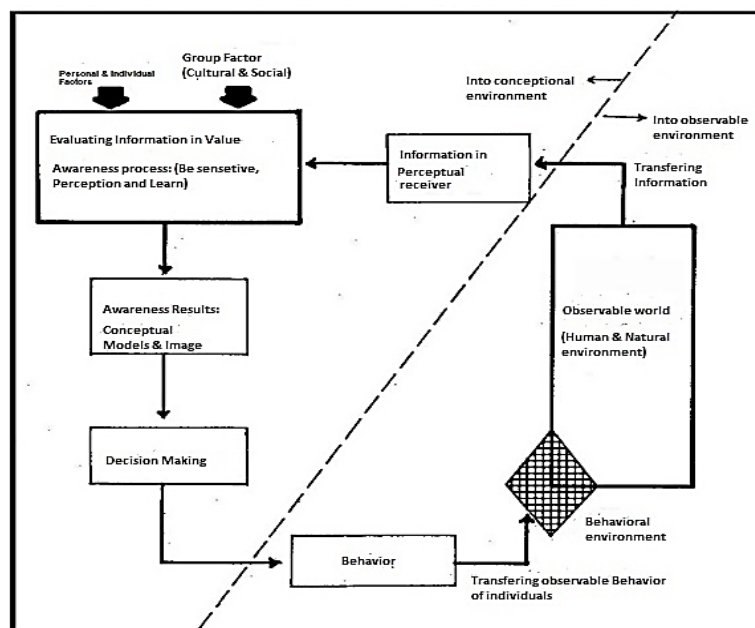 Personal & Individual
Factors
Group Factor
(Cultural & Social)
Into conceptional
environment
Into observable
environment
Evaluating Information in Value
Awareness process: (Be sensetive,
Perception and Learn)
Information in
Perceptual
receiver
Transfering
Information
Awareness Results:
Conceptual
Models & Image
Observable world
(Human & Natural
environment)
Decision Making
Behavioral
environment
Behavior
Transfering observable Behavior
of individuals